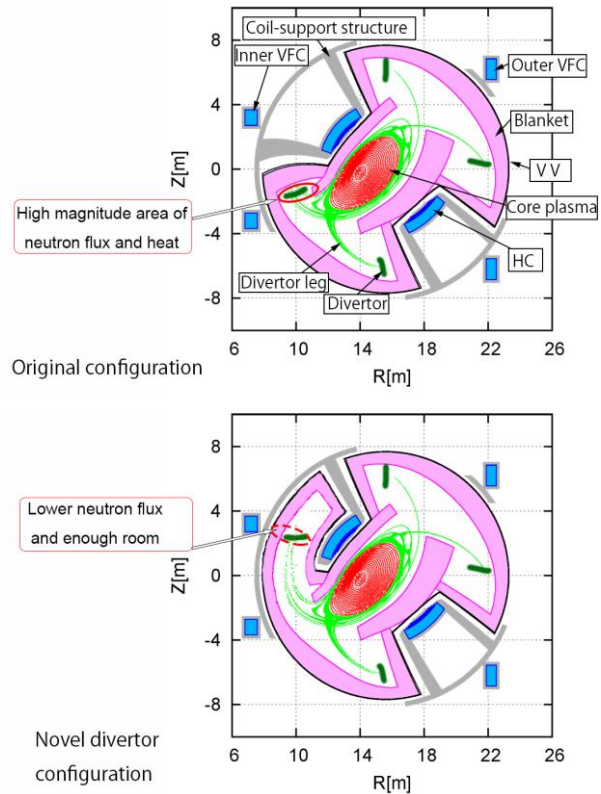 Coil-support structure
Inner VFC
Outer VFC
Blanket
V V
Core plasma
HC
Divertor leg
Divertor
High magnitude area of
neutron flux and heat
Z[m]
8
4
0
-4
-8
6 10 14 18 22 26
R[m]
Original configuration
Lower neutron flux
and enough room
Z[m]
8
4
0
-4
-8
6 10 14 18 22 26
R[m]
Novel divertor
configuration